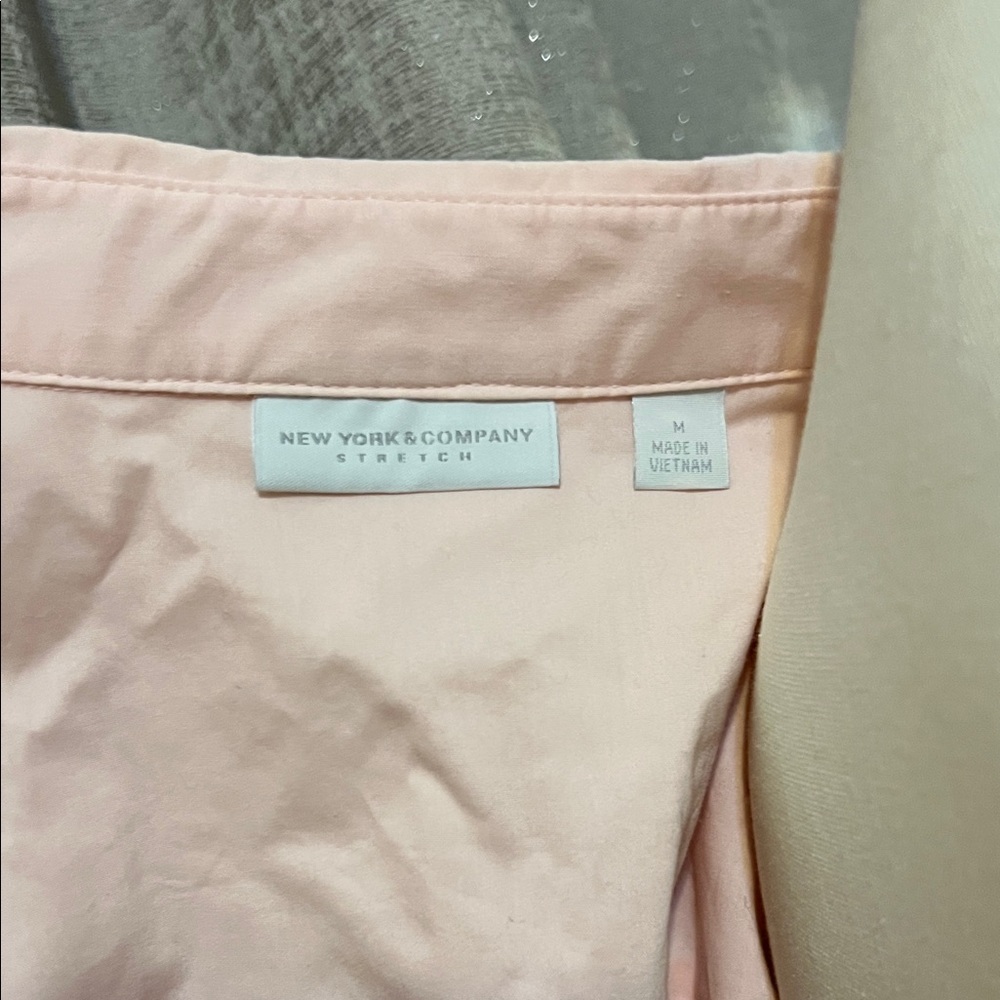 NEW YORK & COMPANY
STRETCH
M
MADE IN
VIETNAM